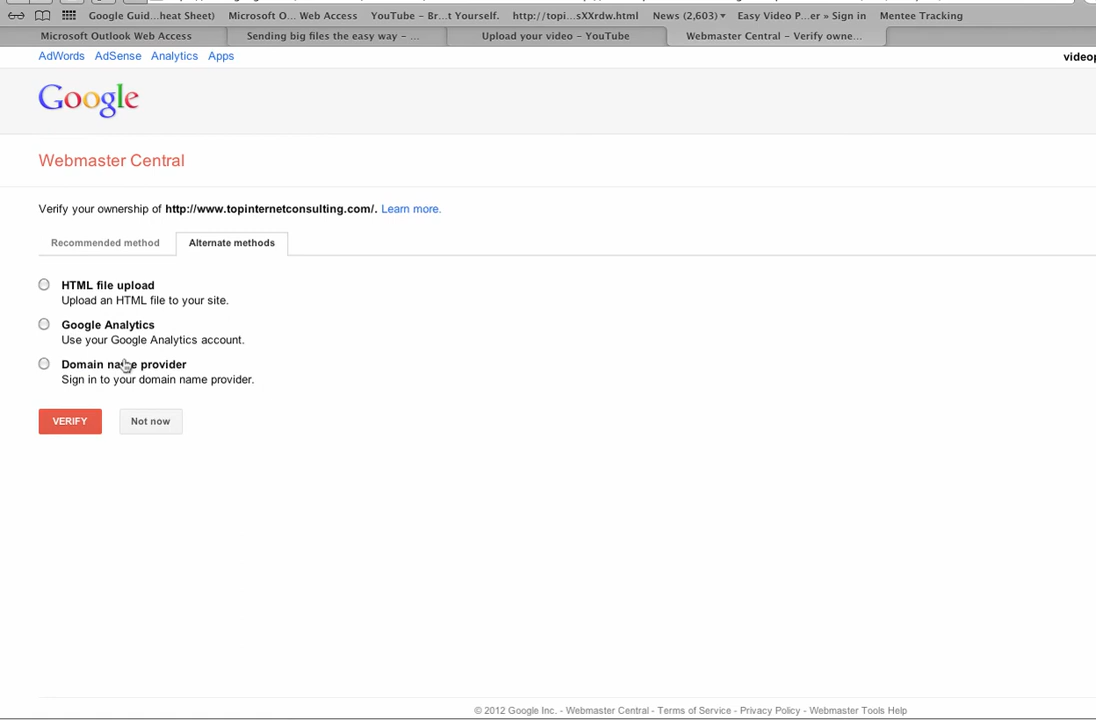 Google Guid...heat Sheet) Microsoft O... Web Access YouTube – Br...t Yourself. http://topi...sXXrdw.html News (2,603) Easy Video P...er » Sign in Mentee Tracking
Microsoft Outlook Web Access Sending big files the easy way – ... Upload your video – YouTube Webmaster Central – Verify owne...
AdWords AdSense Analytics Apps
Google
Webmaster Central
Verify your ownership of http://www.topinternetconsulting.com/. Learn more.
Recommended method Alternate methods
HTML file upload
Upload an HTML file to your site.
Google Analytics
Use your Google Analytics account.
Domain name provider
Sign in to your domain name provider.
VERIFY Not now
© 2012 Google Inc. - Webmaster Central - Terms of Service - Privacy Policy - Webmaster Tools Help